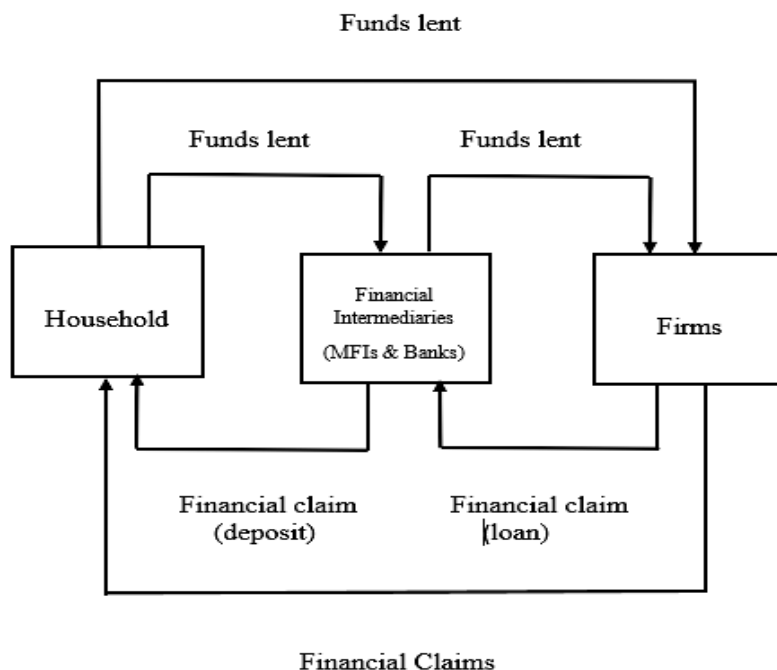 Funds lent
Funds lent
Funds lent
Household
Financial
Intermediaries
(MFIs & Banks)
Firms
Financial claim
(deposit)
Financial claim
(loan)
Financial Claims